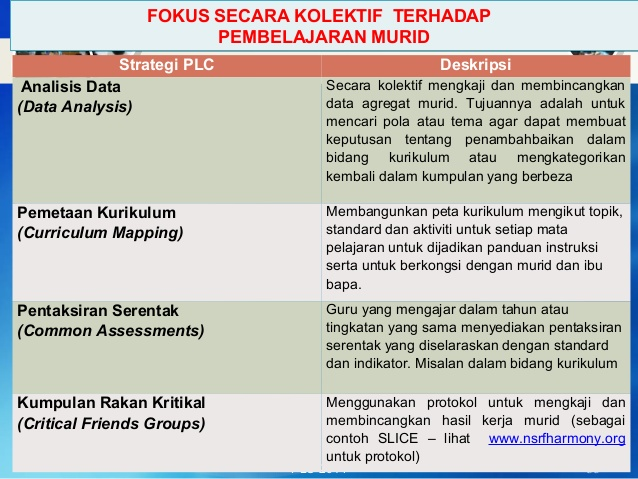 FOKUS SECARA KOLEKTIF TERHADAP
PEMBELAJARAN MURID
Strategi PLC
Deskripsi
Analisis Data
(Data Analysis)
Secara kolektif mengkaji dan membincangkan
data agregat murid. Tujuannya adalah untuk
mencari pola atau tema agar dapat membuat
keputusan tentang penambahbaikan dalam
bidang kurikulum atau mengkategorikan
kembali dalam kumpulan yang berbeza
Pemetaan Kurikulum
(Curriculum Mapping)
Membangunkan peta kurikulum mengikut topik,
standard dan aktiviti untuk setiap mata
pelajaran untuk dijadikan panduan instruksi
serta untuk berkongsi dengan murid dan ibu
bapa.
Pentaksiran Serentak
(Common Assessments)
Guru yang mengajar dalam tahun atau
tingkatan yang sama menyediakan pentaksiran
serentak yang diselaraskan dengan standard
dan indikator. Misalan dalam bidang kurikulum
Kumpulan Rakan Kritikal
(Critical Friends Groups)
Menggunakan protokol untuk mengkaji dan
membincangkan hasil kerja murid (sebagai
contoh SLICE – lihat www.nsrfharmony.org
untuk protokol)